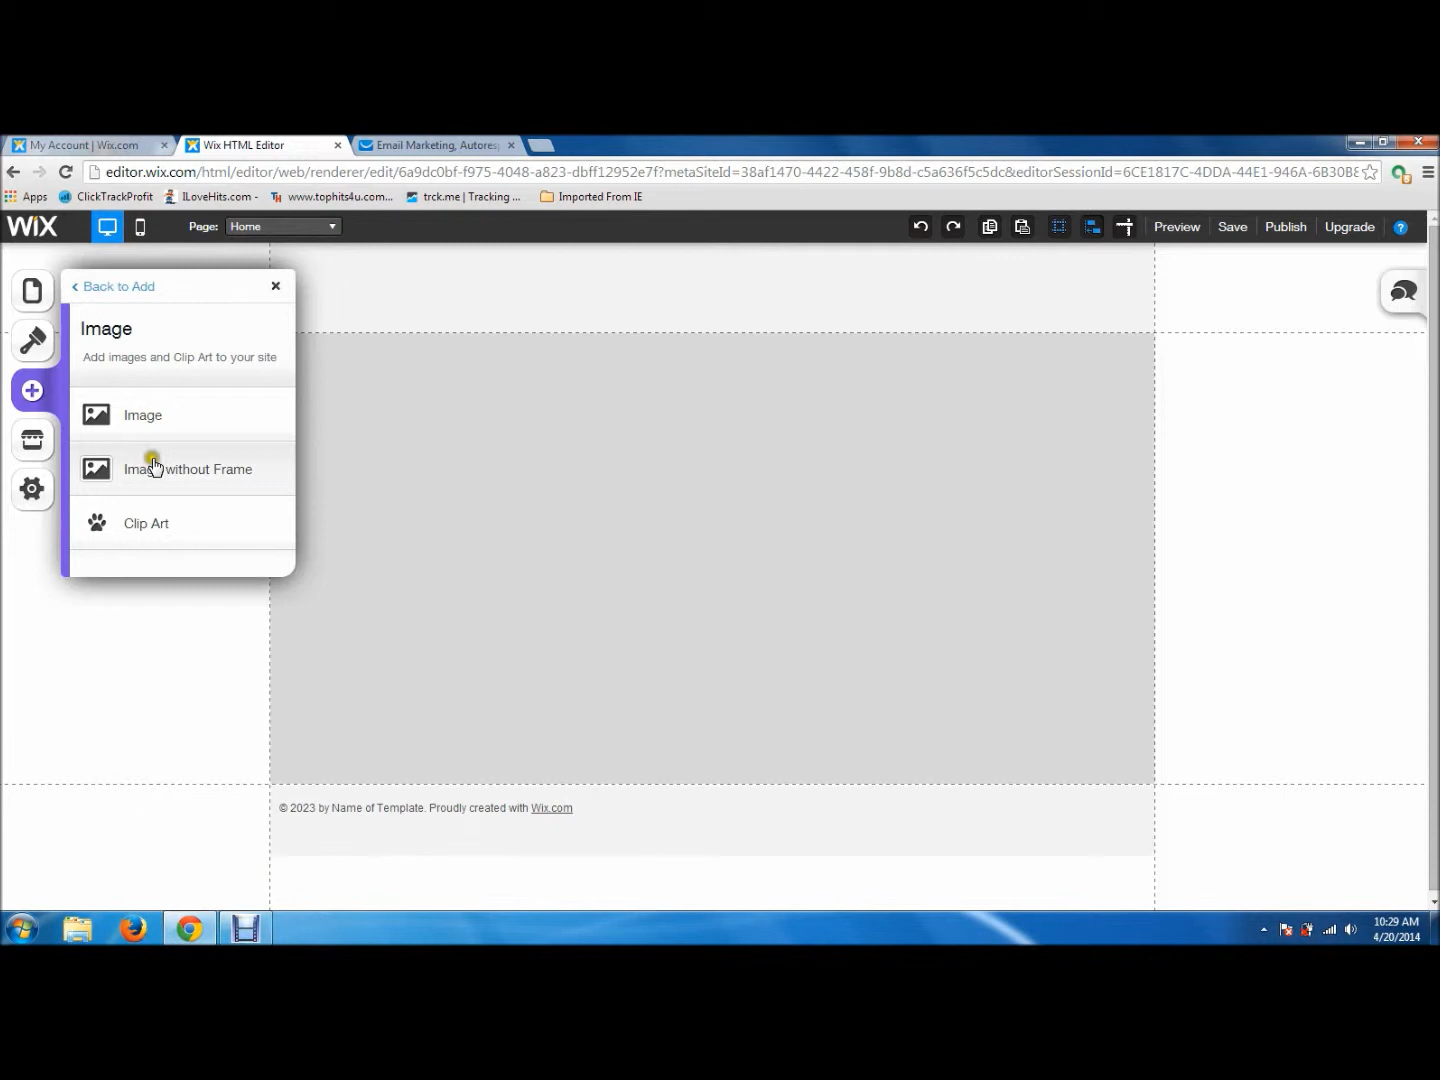 My Account | Wix.com
Wix HTML Editor
Email Marketing, Autoresp
editor.wix.com/html/editor/web/renderer/edit/6a9dc0bf-f975-4048-a823-dbff12952e7f?metaSiteId=38af1470-4422-458f-9b8d-c5a636f5c5dc&editorSessionId=6CE1817C-4DDA-44E1-946A-6B30B8
Apps
ClickTrackProfit
ILoveHits.com -
www.tophits4u.com...
trck.me | Tracking ...
Imported From IE
WiX
Page:
Home
Preview
Save
Publish
Upgrade
?
Back to Add
Image
Add images and Clip Art to your site
Image
Image without Frame
Clip Art
© 2023 by Name of Template. Proudly created with Wix.com
10:29 AM
4/20/2014